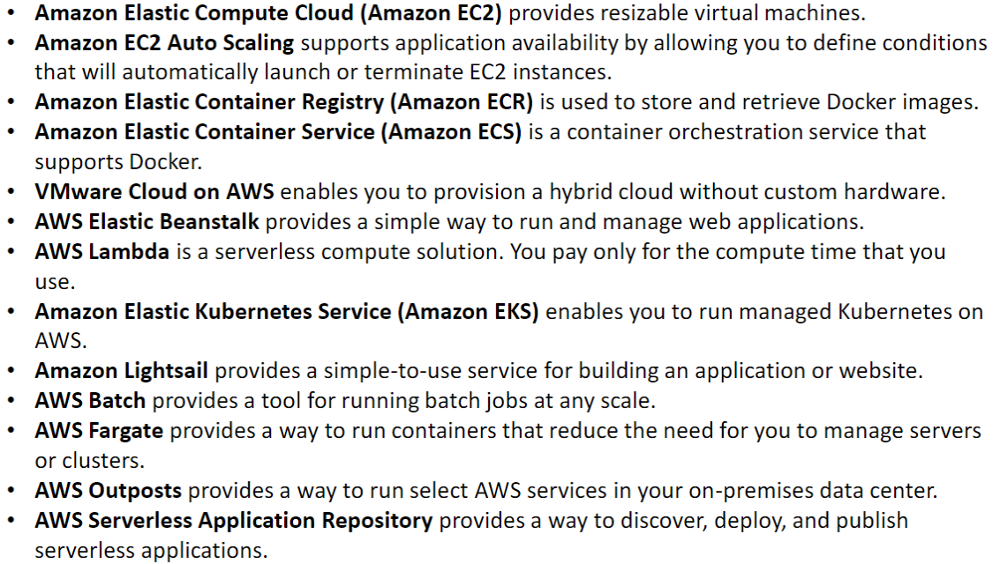 • Amazon Elastic Compute Cloud (Amazon EC2) provides resizable virtual machines.
• Amazon EC2 Auto Scaling supports application availability by allowing you to define conditions
that will automatically launch or terminate EC2 instances.
• Amazon Elastic Container Registry (Amazon ECR) is used to store and retrieve Docker images.
• Amazon Elastic Container Service (Amazon ECS) is a container orchestration service that
supports Docker.
• VMware Cloud on AWS enables you to provision a hybrid cloud without custom hardware.
• AWS Elastic Beanstalk provides a simple way to run and manage web applications.
• AWS Lambda is a serverless compute solution. You pay only for the compute time that you
use.
• Amazon Elastic Kubernetes Service (Amazon EKS) enables you to run managed Kubernetes on
AWS.
• Amazon Lightsail provides a simple-to-use service for building an application or website.
• AWS Batch provides a tool for running batch jobs at any scale.
• AWS Fargate provides a way to run containers that reduce the need for you to manage servers
or clusters.
• AWS Outposts provides a way to run select AWS services in your on-premises data center.
• AWS Serverless Application Repository provides a way to discover, deploy, and publish
serverless applications.